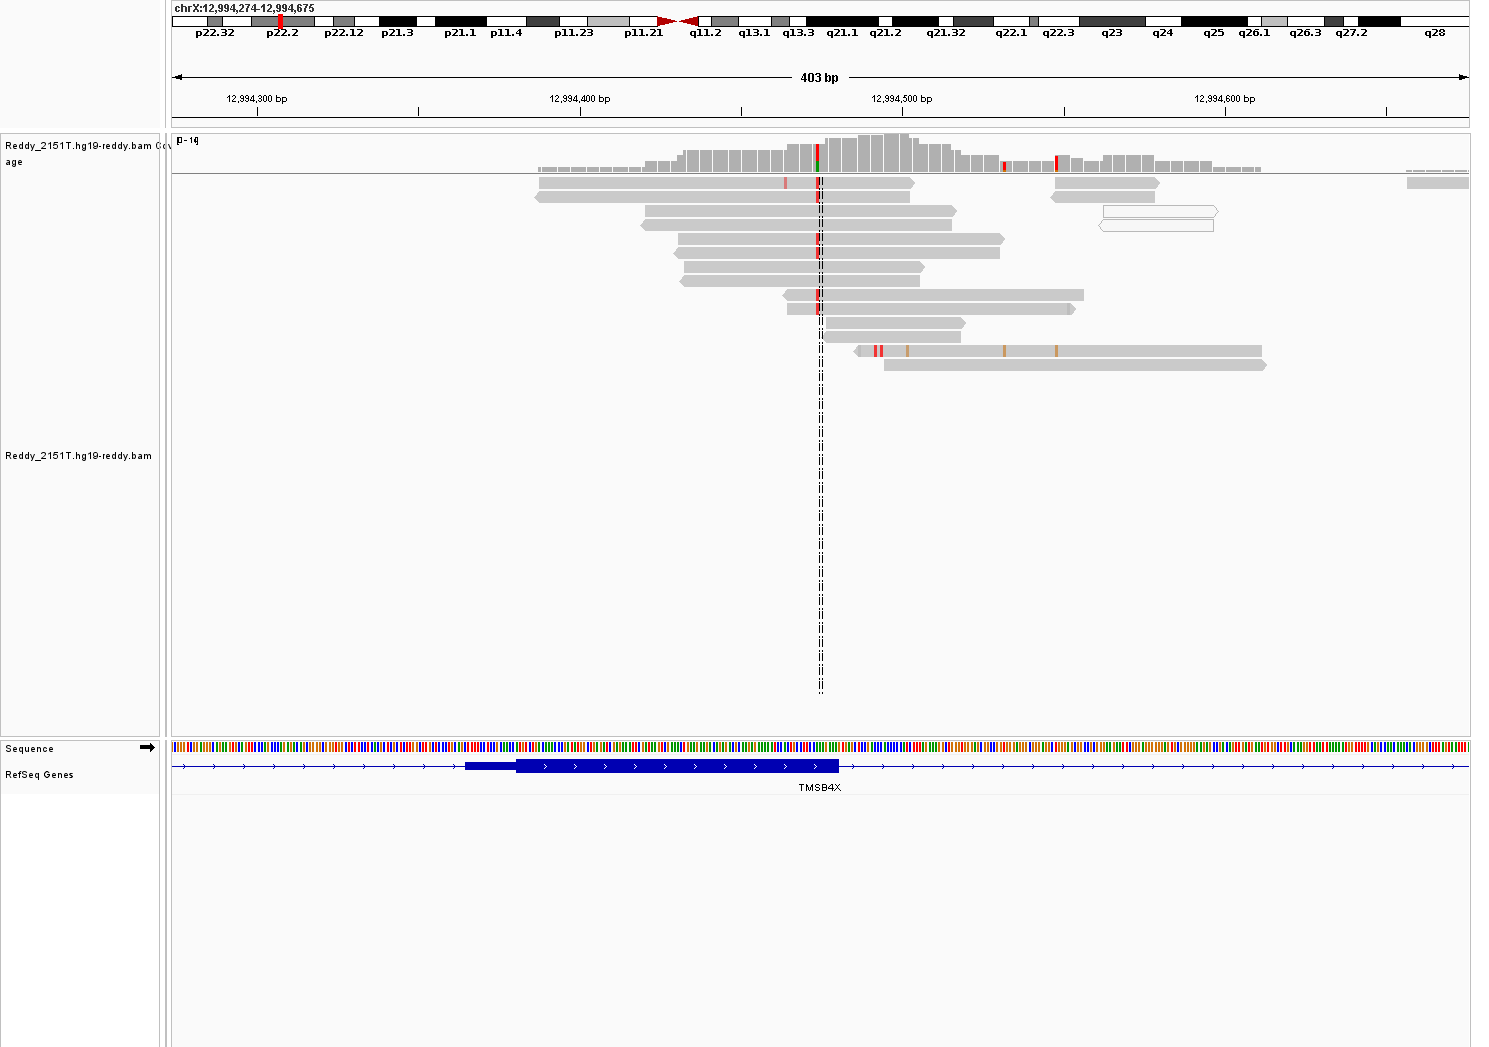 chrX:12,994,274-12,994,675
p22.32 p22.2 p22.12 p21.3 p21.1 p11.4 p11.23 p11.21 q11.2 q13.1 q13.3 q21.1 q21.2 q21.32 q22.1 q22.3 q23 q24 q25 q26.1 q26.3 q27.2 q28
403 bp
12,994,300 bp 12,994,400 bp 12,994,500 bp 12,994,600 bp
Reddy_2151T.hg19-reddy.bam Cov
age
Reddy_2151T.hg19-reddy.bam
Sequence
RefSeq Genes
TMSB4X